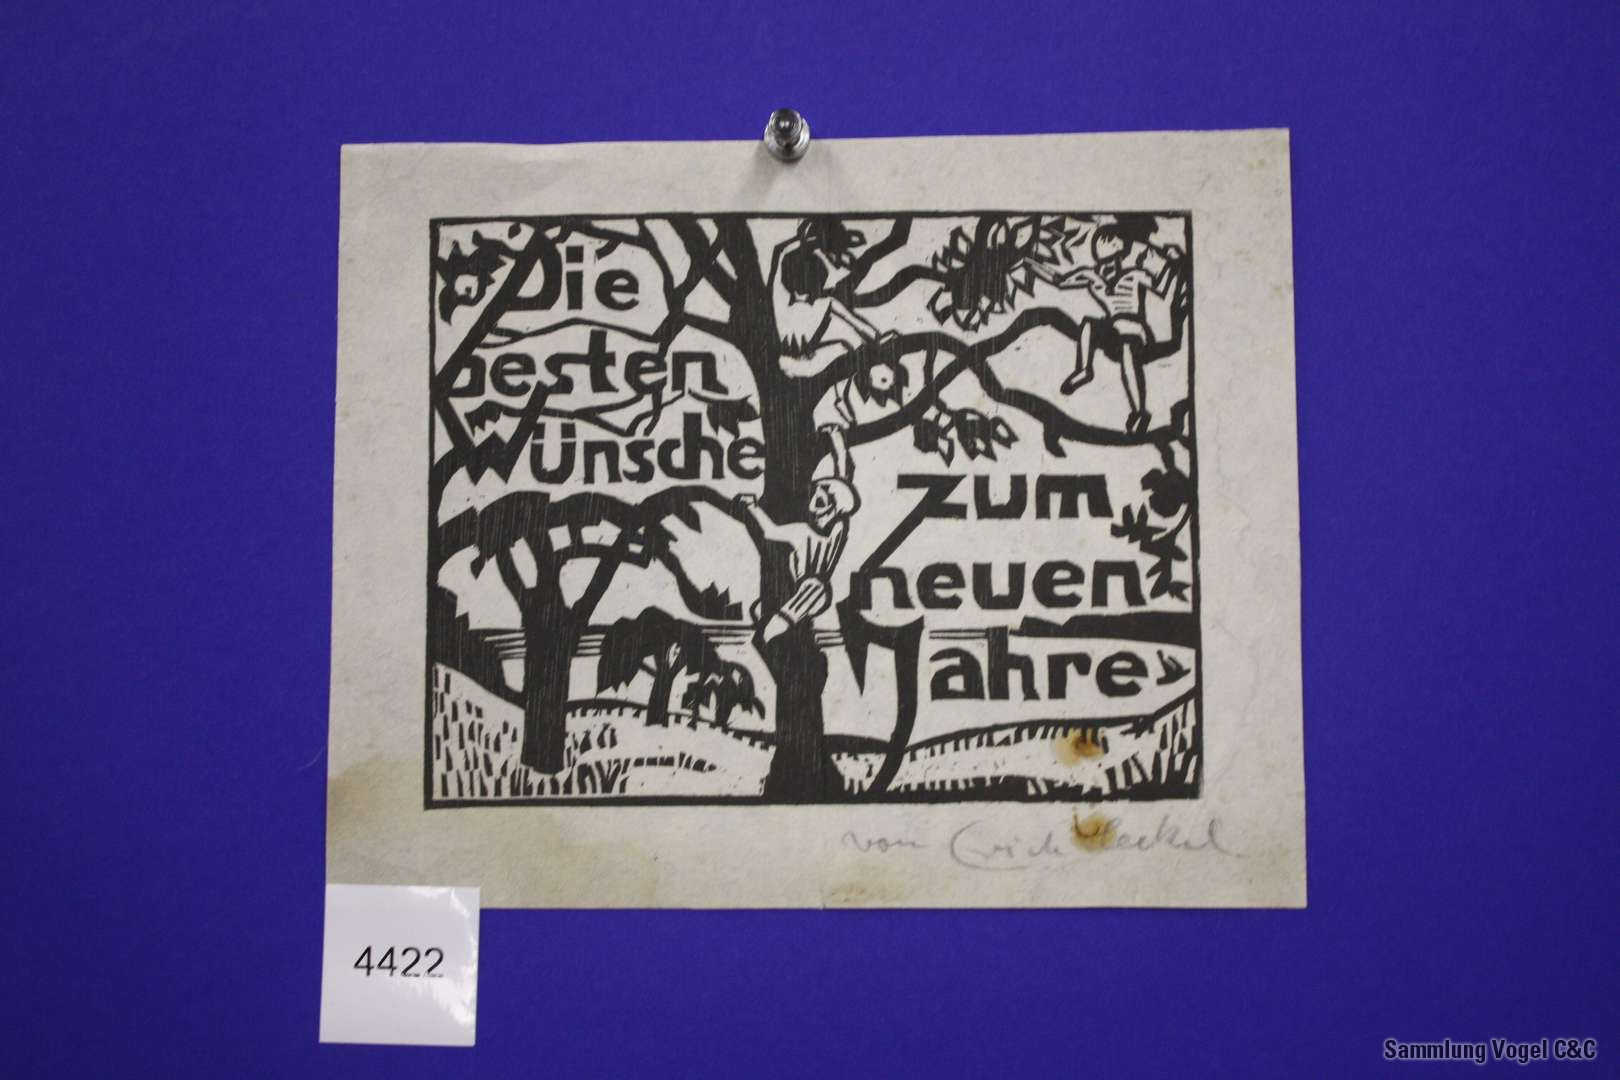 Die
besten
Wünsche
zum
neuen
Jahre
von Erich Heckel
4422
Sammlung Vogel C&C